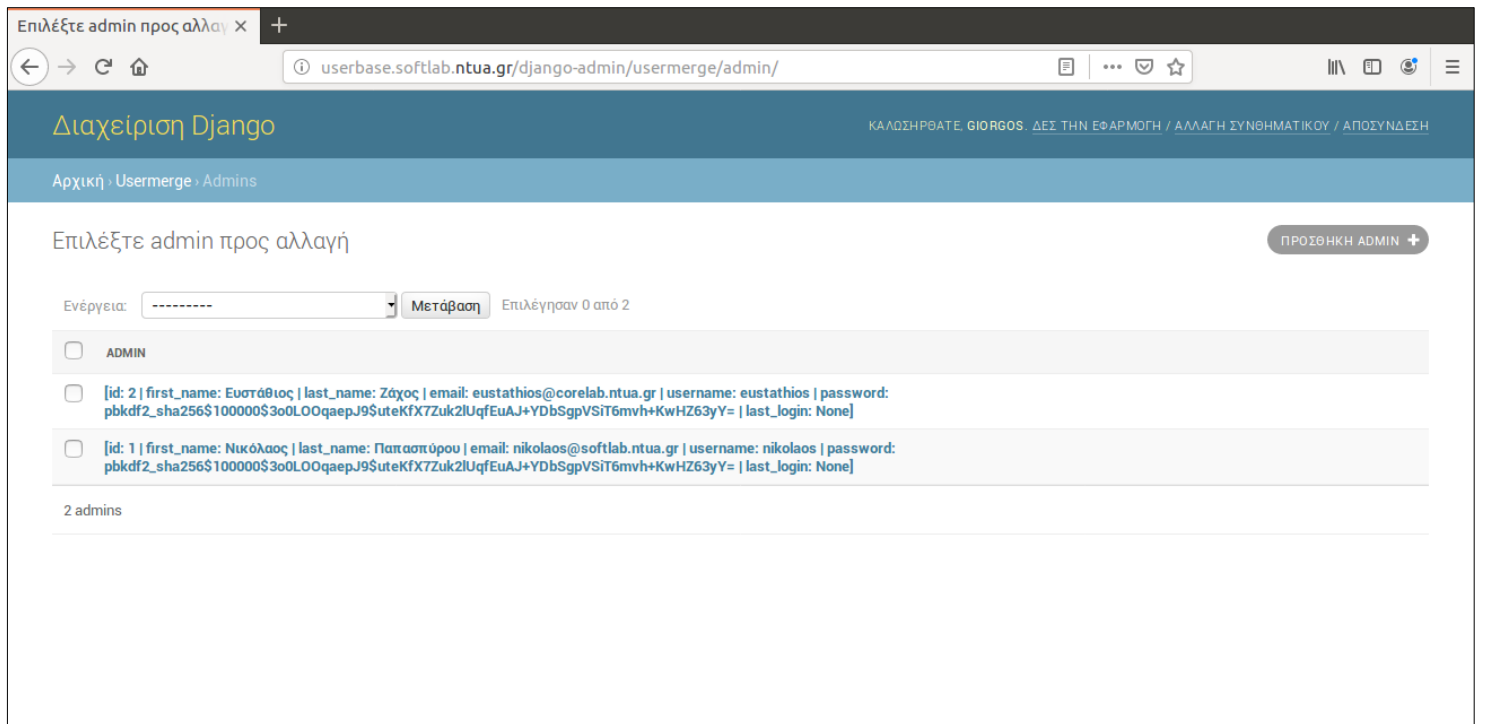 Επιλέξτε admin προς αλλαγ
userbase.softlab.ntua.gr/django-admin/usermerge/admin/
Διαχείριση Django
ΚΑΛΩΣΗΡΘΑΤΕ, GIORGOS. ΔΕΣ ΤΗΝ ΕΦΑΡΜΟΓΗ / ΑΛΛΑΓΗ ΣΥΝΘΗΜΑΤΙΚΟΥ / ΑΠΟΣΥΝΔΕΣΗ
Αρχική › Usermerge › Admins
Επιλέξτε admin προς αλλαγή
ΠΡΟΣΘΗΚΗ ADMIN +
Ενέργεια: --------- Μετάβαση Επιλέγησαν 0 από 2
ADMIN
[id: 2 | first_name: Ευστάθιος | last_name: Ζάχος | email: eustathios@corelab.ntua.gr | username: eustathios | password:
pbkdf2_sha256$100000$3o0LOOqaepJ9$uteKfX7Zuk2lUqfEuAJ+YDbSgpVSiT6mvh+KwHZ63yY= | last_login: None]
[id: 1 | first_name: Νικόλαος | last_name: Παπασπύρου | email: nikolaos@softlab.ntua.gr | username: nikolaos | password:
pbkdf2_sha256$100000$3o0LOOqaepJ9$uteKfX7Zuk2lUqfEuAJ+YDbSgpVSiT6mvh+KwHZ63yY= | last_login: None]
2 admins